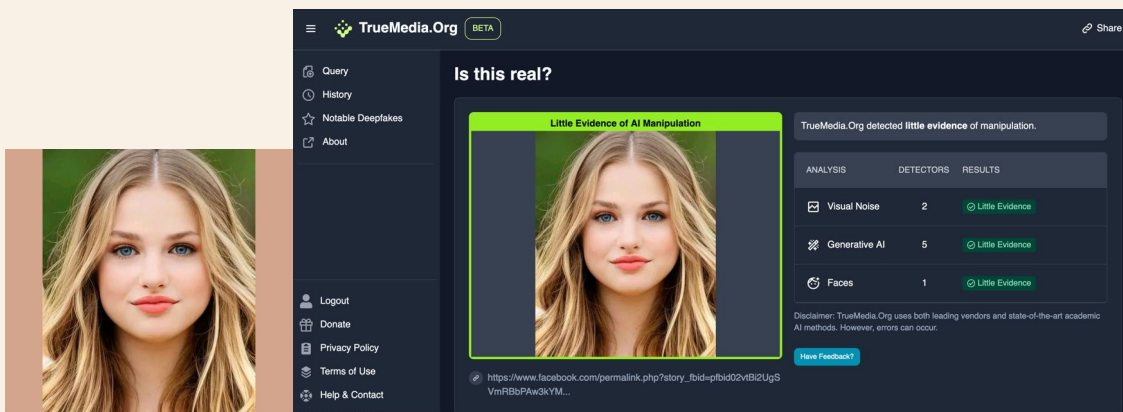 TrueMedia.Org BETA
Share
Query
History
Notable Deepfakes
About
Logout
Donate
Privacy Policy
Terms of Use
Help & Contact
Is this real?
Little Evidence of AI Manipulation
https://www.facebook.com/permalink.php?story_fbid=pfbid02vtBi2UgS
VmRBbPAw3kYM...
TrueMedia.Org detected little evidence of manipulation.
ANALYSIS DETECTORS RESULTS
Visual Noise 2 Little Evidence
Generative AI 5 Little Evidence
Faces 1 Little Evidence
Disclaimer: TrueMedia.Org uses both leading vendors and state-of-the-art academic
AI methods. However, errors can occur.
Have Feedback?